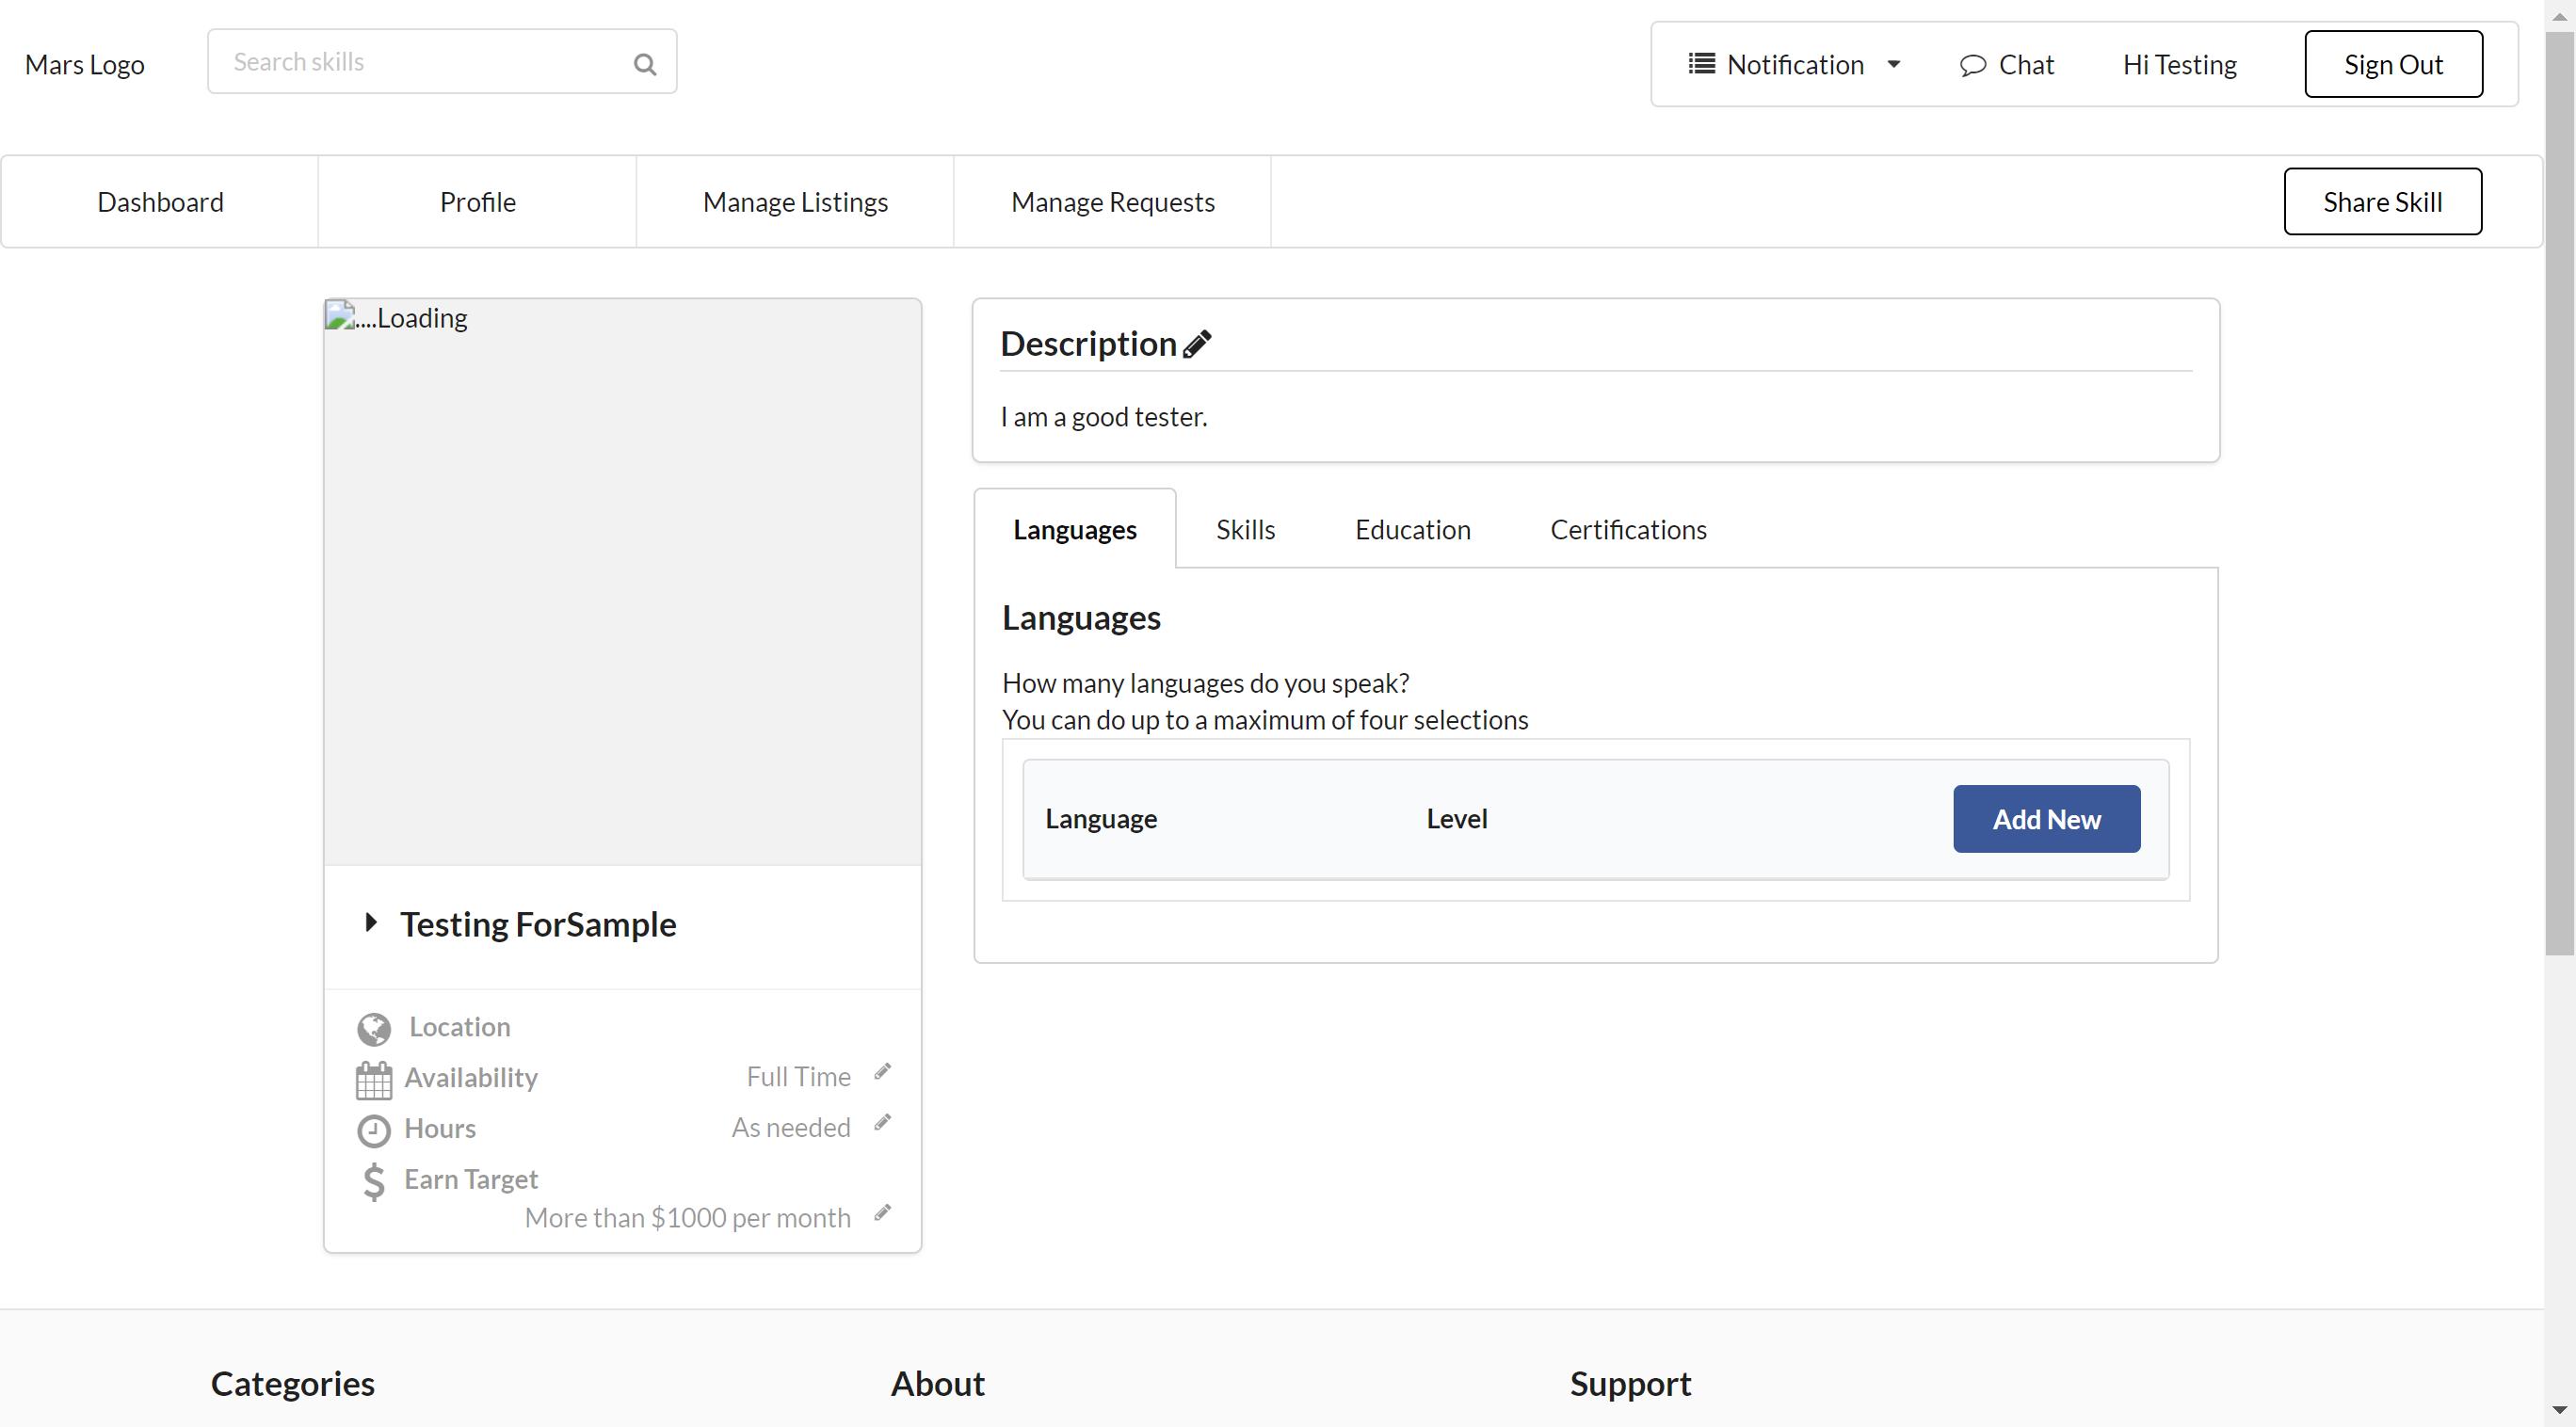 Mars Logo
Search skills
Notification
Chat
Hi Testing
Sign Out
Dashboard
Profile
Manage Listings
Manage Requests
Share Skill
....Loading
Testing ForSample
Location
Availability
Full Time
Hours
As needed
Earn Target
More than $1000 per month
Description
I am a good tester.
Languages
Skills
Education
Certifications
Languages
How many languages do you speak?
You can do up to a maximum of four selections
Language
Level
Add New
Categories
About
Support